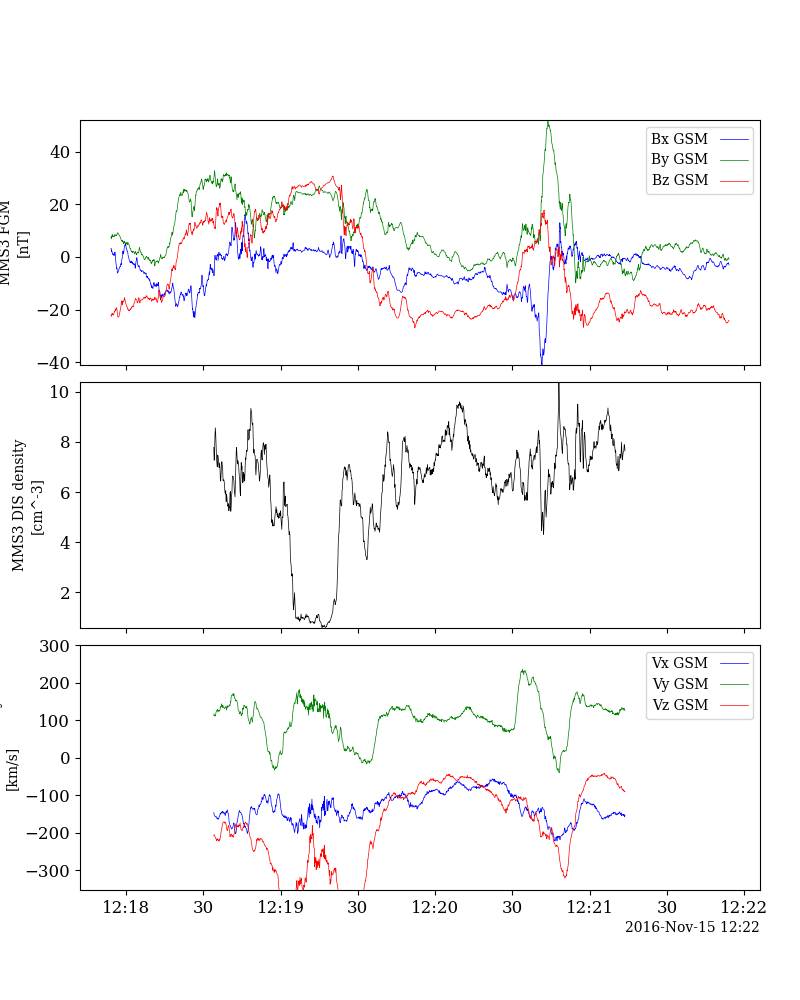 MMS3 FGM
[nT]
40
20
0
−20
−40
Bx GSM
By GSM
Bz GSM
MMS3 DIS density
[cm^-3]
10
8
6
4
2
[km/s]
300
200
100
0
−100
−200
−300
Vx GSM
Vy GSM
Vz GSM
12:18 30 12:19 30 12:20 30 12:21 30 12:22
2016-Nov-15 12:22